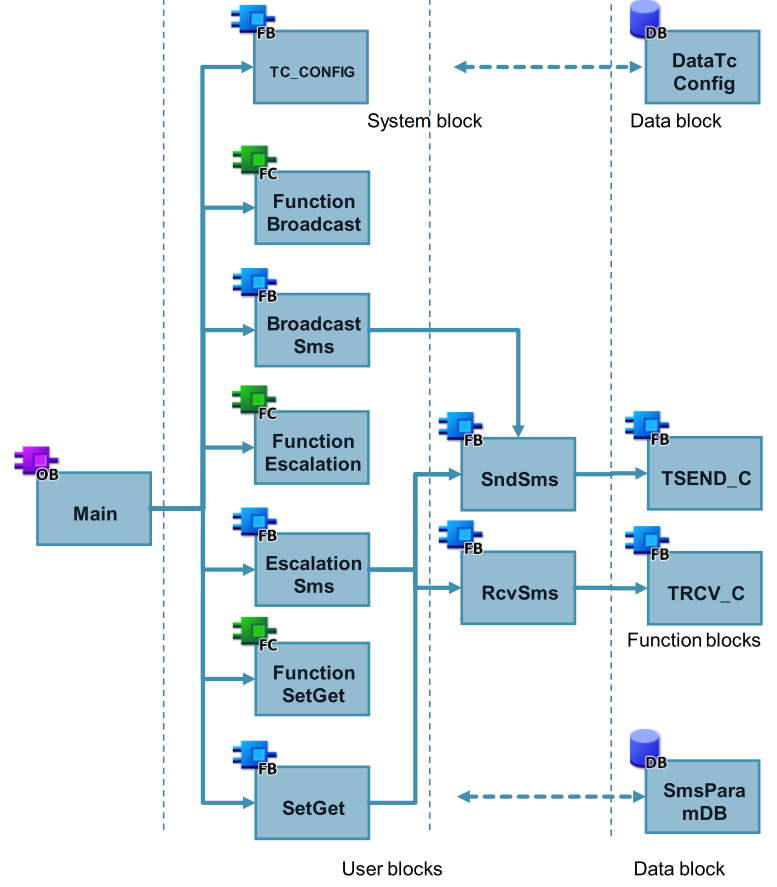 FB
TC_CONFIG
System block
DB
DataTc
Config
Data block
FC
Function
Broadcast
FB
Broadcast
Sms
FC
Function
Escalation
OB
Main
FB
Escalation
Sms
FB
SndSms
FB
TSEND_C
FB
RcvSms
FB
TRCV_C
Function blocks
FC
Function
SetGet
FB
SetGet
User blocks
DB
SmsPara
mDB
Data block